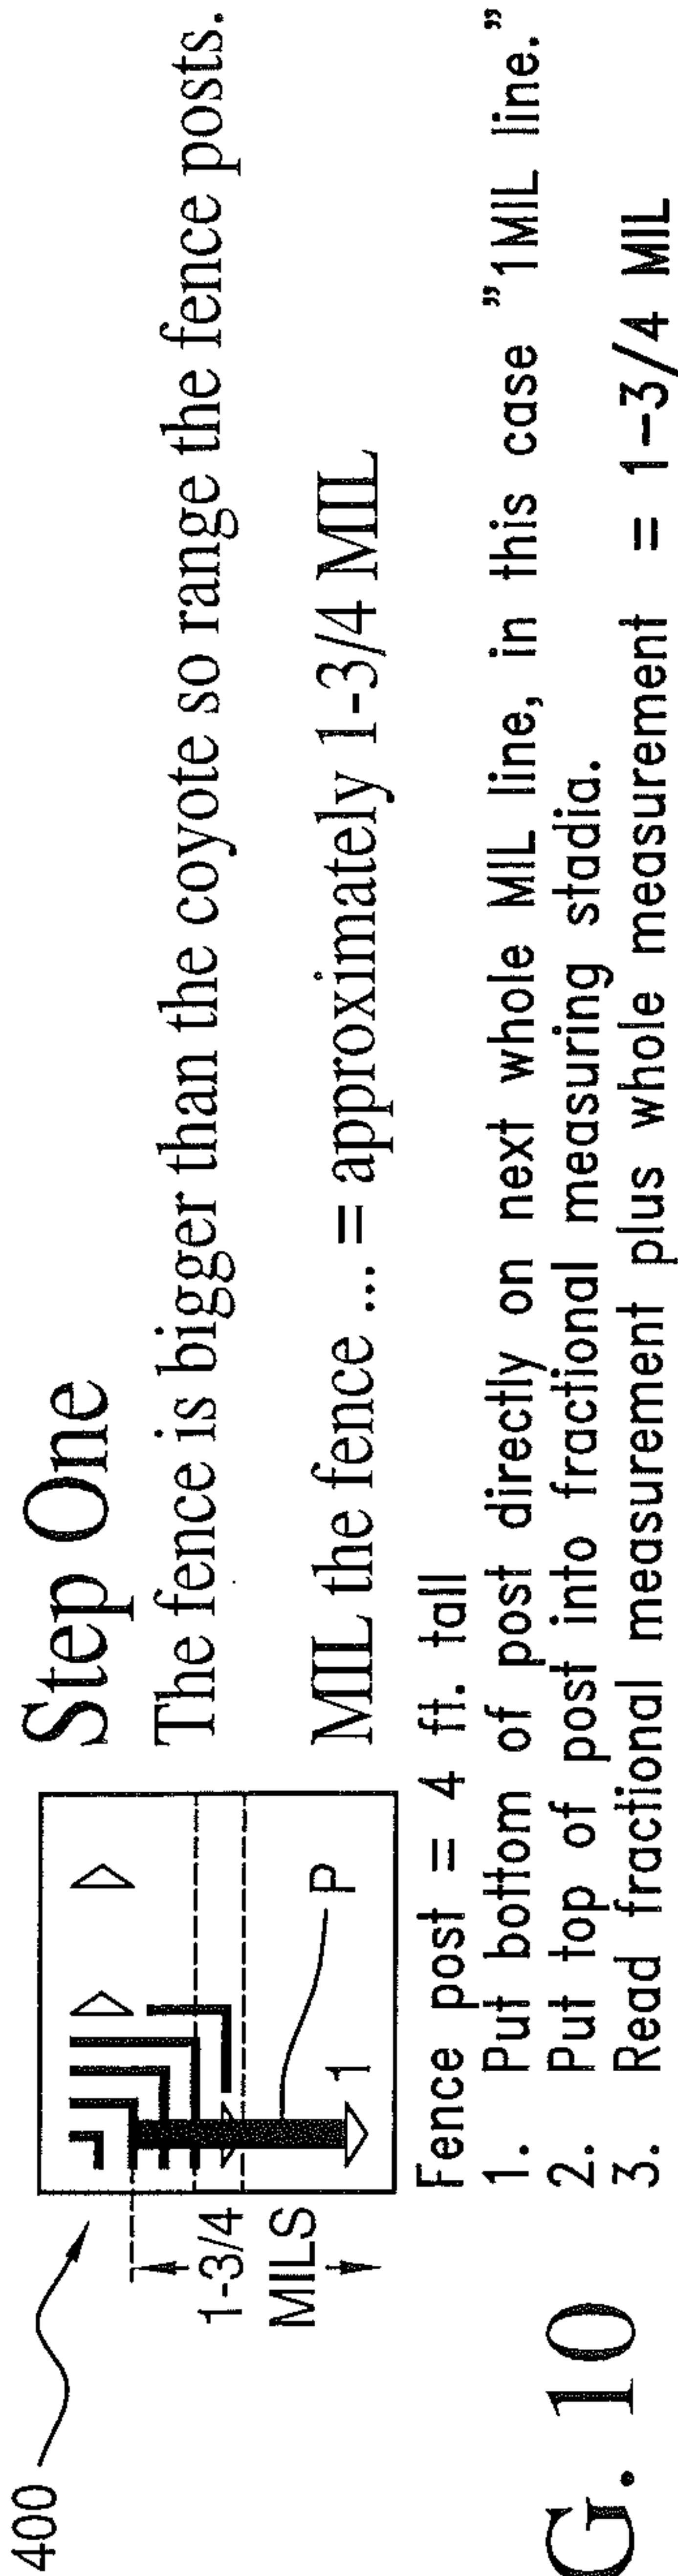 400
1-3/4
MILS
1
P
Step One
The fence is bigger than the coyote so range the fence posts.
MIL the fence ... = approximately 1-3/4 MIL
Fence post = 4 ft. tall
1. Put bottom of post directly on next whole MIL line, in this case "1MIL line."
2. Put top of post into fractional measuring stadia.
3. Read fractional measurement plus whole measurement = 1-3/4 MIL
G. 10